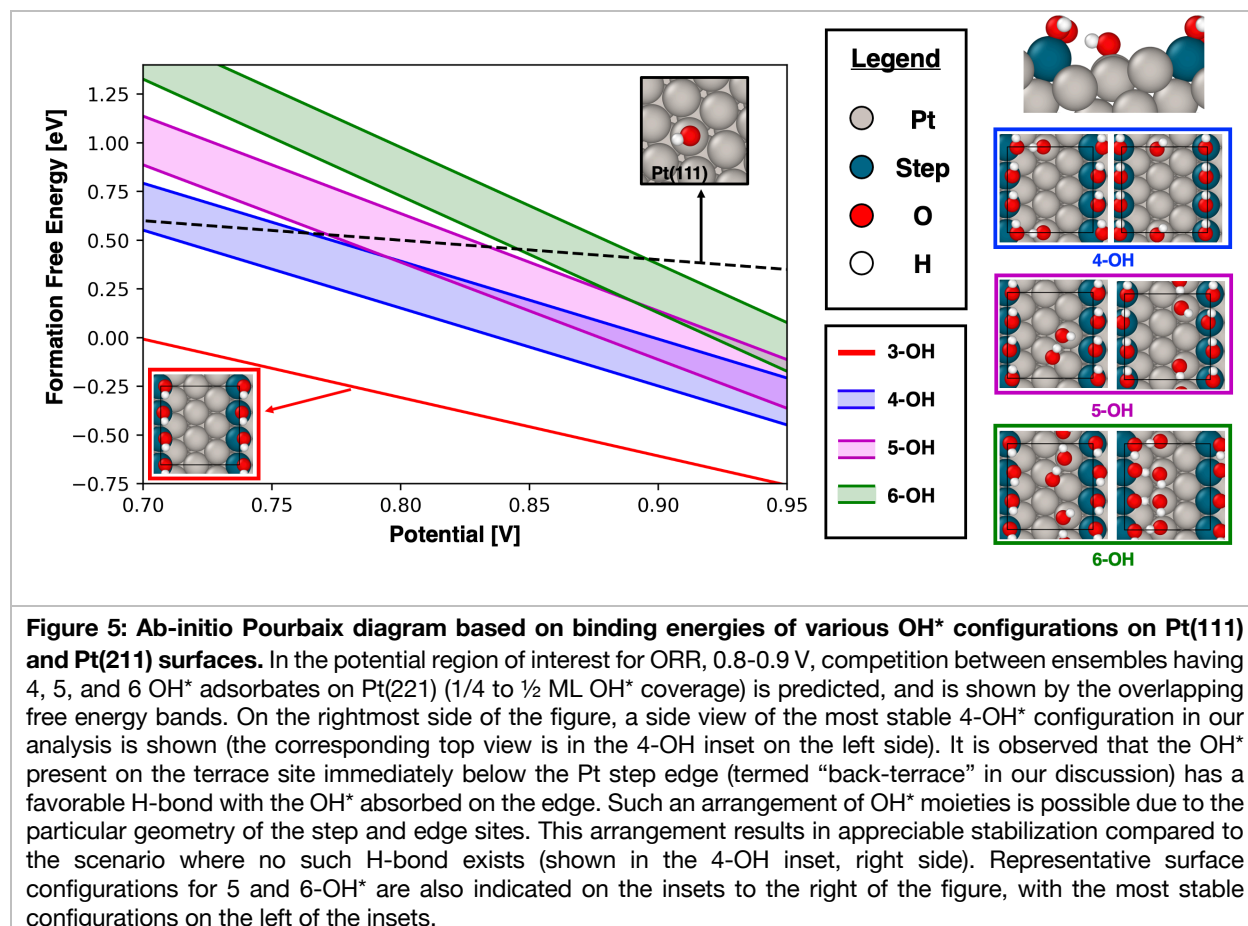 Legend
Pt
Step
O
H
3-OH
4-OH
5-OH
6-OH
Formation Free Energy [eV]
1.25
1.00
0.75
0.50
0.25
0.00
−0.25
−0.50
−0.75
0.70
0.75
0.80
0.85
0.90
0.95
Potential [V]
Pt(111)
4-OH
5-OH
6-OH
Figure 5: Ab-initio Pourbaix diagram based on binding energies of various OH* configurations on Pt(111)
and Pt(211) surfaces. In the potential region of interest for ORR, 0.8-0.9 V, competition between ensembles having
4, 5, and 6 OH* adsorbates on Pt(221) (1/4 to ½ ML OH* coverage) is predicted, and is shown by the overlapping
free energy bands. On the rightmost side of the figure, a side view of the most stable 4-OH* configuration in our
analysis is shown (the corresponding top view is in the 4-OH inset on the left side). It is observed that the OH*
present on the terrace site immediately below the Pt step edge (termed “back-terrace” in our discussion) has a
favorable H-bond with the OH* absorbed on the edge. Such an arrangement of OH* moieties is possible due to the
particular geometry of the step and edge sites. This arrangement results in appreciable stabilization compared to
the scenario where no such H-bond exists (shown in the 4-OH inset, right side). Representative surface
configurations for 5 and 6-OH* are also indicated on the insets to the right of the figure, with the most stable
configurations on the left of the insets.